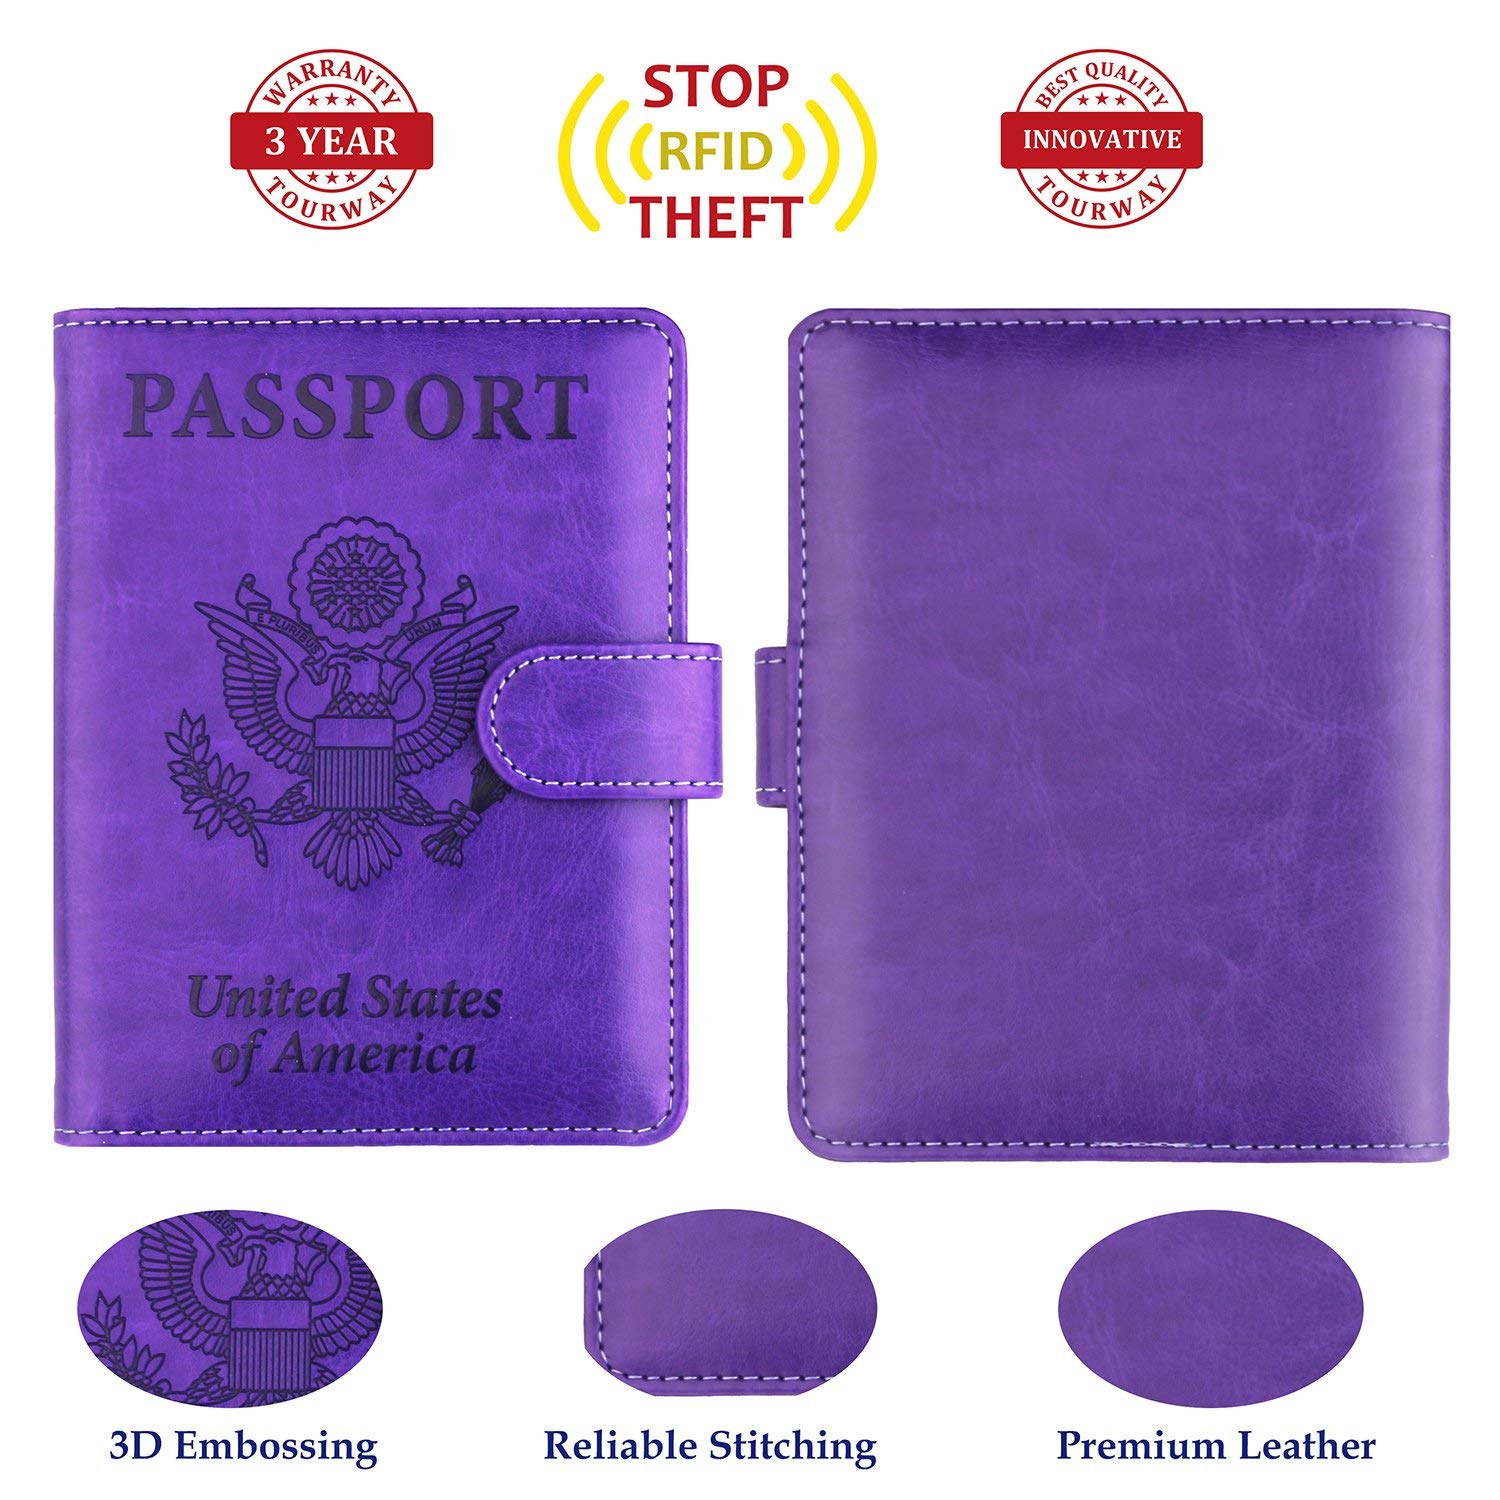 WARRANTY
3 YEAR
TOURWAY
STOP
RFID
THEFT
BEST QUALITY
INNOVATIVE
TOURWAY
PASSPORT
E PLURIBUS UNUM
United States
of America
PLURIBUS
3D Embossing
Reliable Stitching
Premium Leather